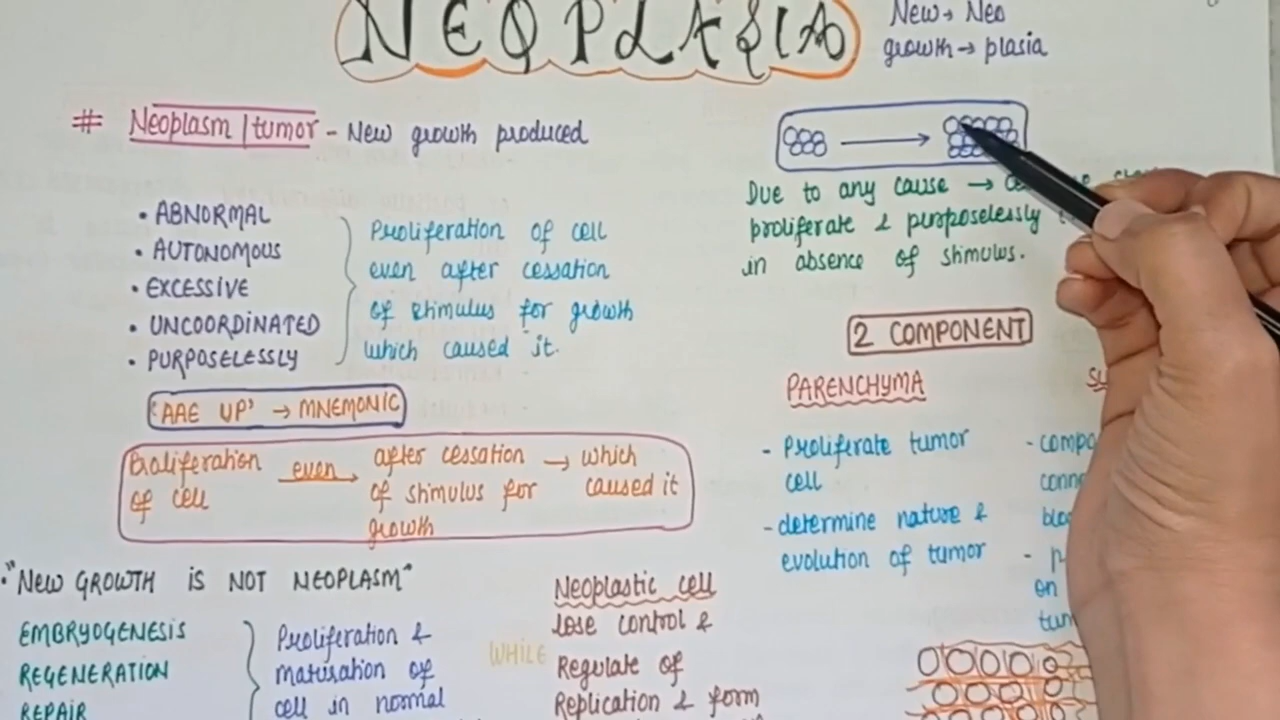 NEOPLASIA
New → Neo
growth → plasia
# Neoplasm / tumor - New growth produced
• ABNORMAL
• AUTONOMOUS
• EXCESSIVE
• UNCOORDINATED
• PURPOSELESSLY
Proliferation of cell
even after cessation
of stimulus for growth
which caused it.
'AAE UP' → MNEMONIC
Proliferation of cell even → after cessation of stimulus for growth → which caused it
Due to any cause →
proliferate & purposelessly
in absence of stimulus.
2 COMPONENT
PARENCHYMA
- Proliferate tumor
cell
- determine nature &
evolution of tumor
on
•"NEW GROWTH IS NOT NEOPLASM"
EMBRYOGENESIS
REGENERATION
REPAIR
Proliferation &
maturation of
cell in normal
WHILE
Neoplastic cell
lose control &
Regulate of
Replication & form